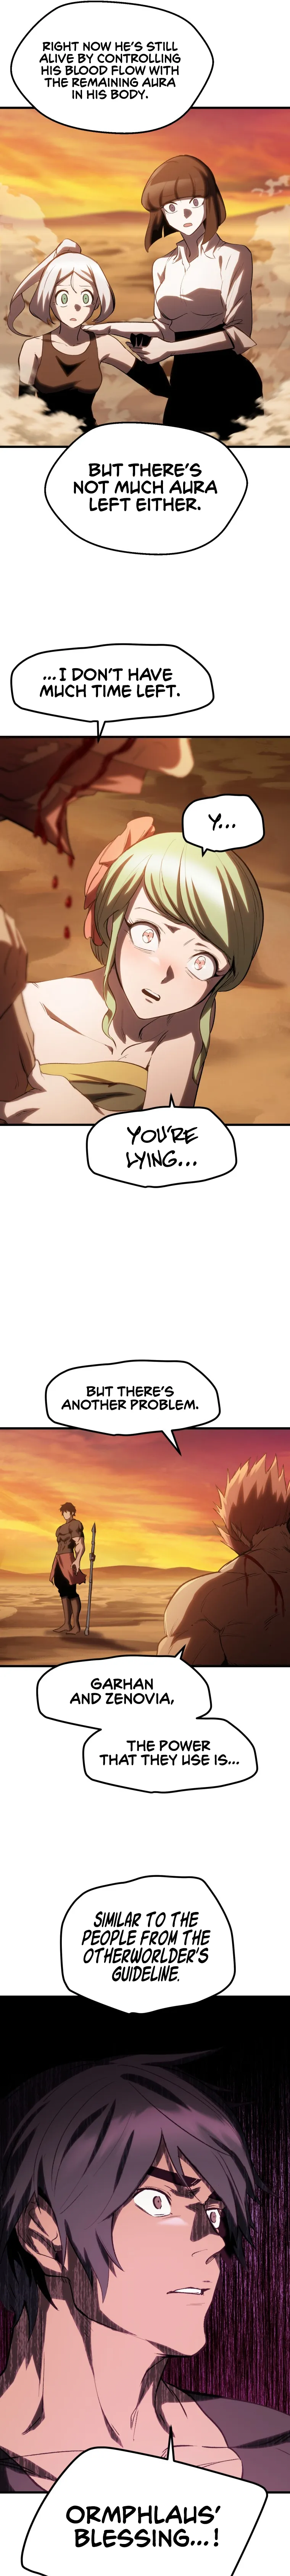 RIGHT NOW HE'S STILL
ALIVE BY CONTROLLING
HIS BLOOD FLOW WITH
THE REMAINING AURA
IN HIS BODY.
BUT THERE'S
NOT MUCH AURA
LEFT EITHER.
...I DON'T HAVE
MUCH TIME LEFT.
Y...
YOU'RE
LYING...
BUT THERE'S
ANOTHER PROBLEM.
GARHAN
AND ZENOVIA,
THE POWER
THAT THEY USE IS...
SIMILAR TO THE
PEOPLE FROM THE
OTHERWORLDER'S
GUIDELINE.
ORMPHLAUS'
BLESSING...!